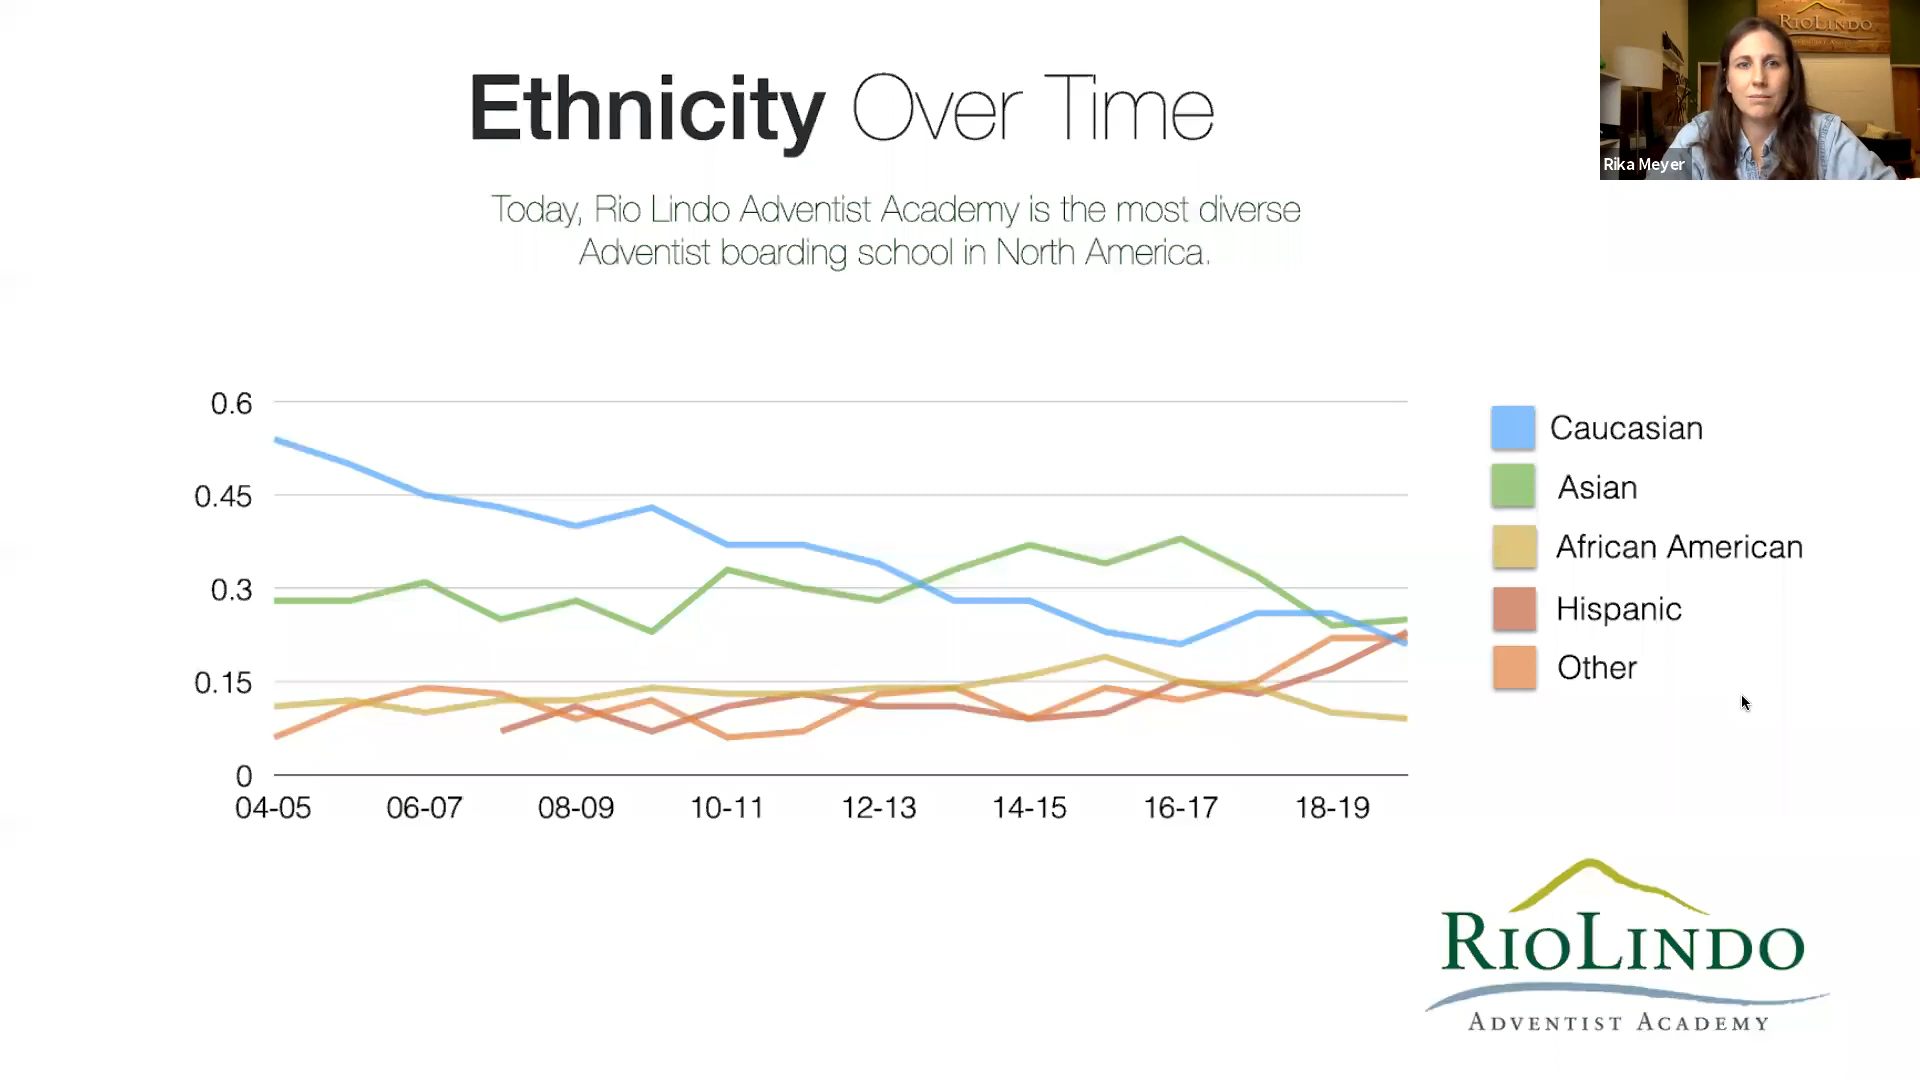 Ethnicity Over Time
Today, Rio Lindo Adventist Academy is the most diverse
Adventist boarding school in North America.
RIOLINDO
Rika Meyer
0.6
0.45
0.3
0.15
0
04-05 06-07 08-09 10-11 12-13 14-15 16-17 18-19
Caucasian
Asian
African American
Hispanic
Other
RIOLINDO
ADVENTIST ACADEMY